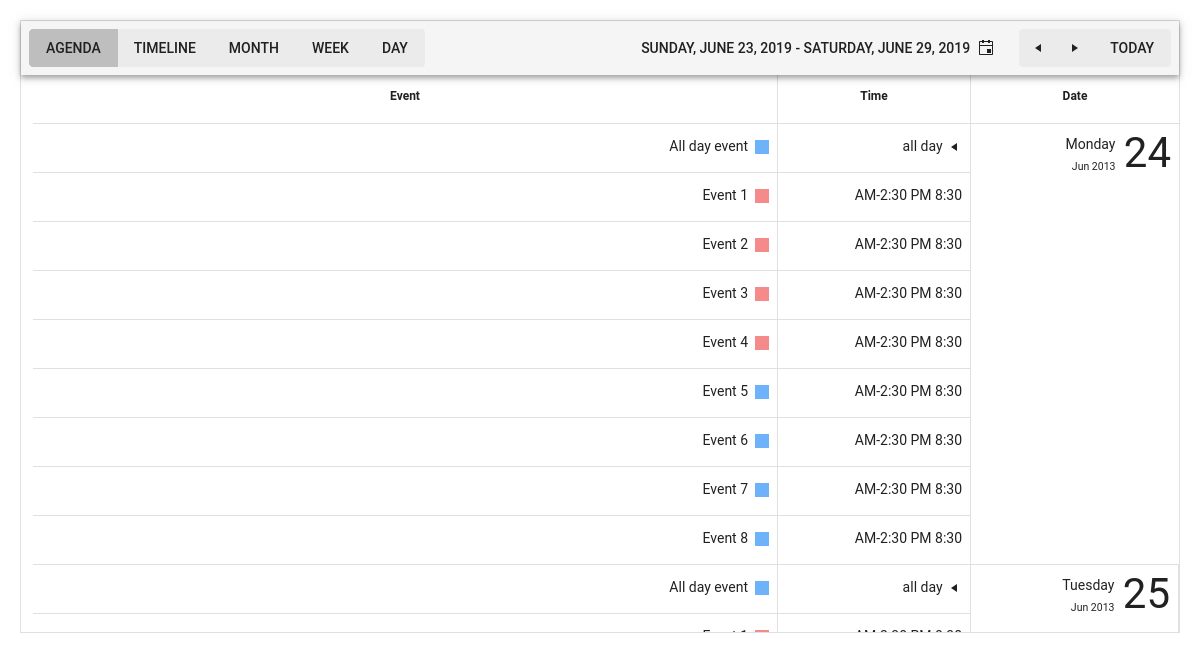 AGENDA TIMELINE MONTH WEEK DAY SUNDAY, JUNE 23, 2019 - SATURDAY, JUNE 29, 2019 TODAY
Event Time Date
All day event all day Monday 24
Jun 2013
Event 1 AM-2:30 PM 8:30
Event 2 AM-2:30 PM 8:30
Event 3 AM-2:30 PM 8:30
Event 4 AM-2:30 PM 8:30
Event 5 AM-2:30 PM 8:30
Event 6 AM-2:30 PM 8:30
Event 7 AM-2:30 PM 8:30
Event 8 AM-2:30 PM 8:30
All day event all day Tuesday 25
Jun 2013